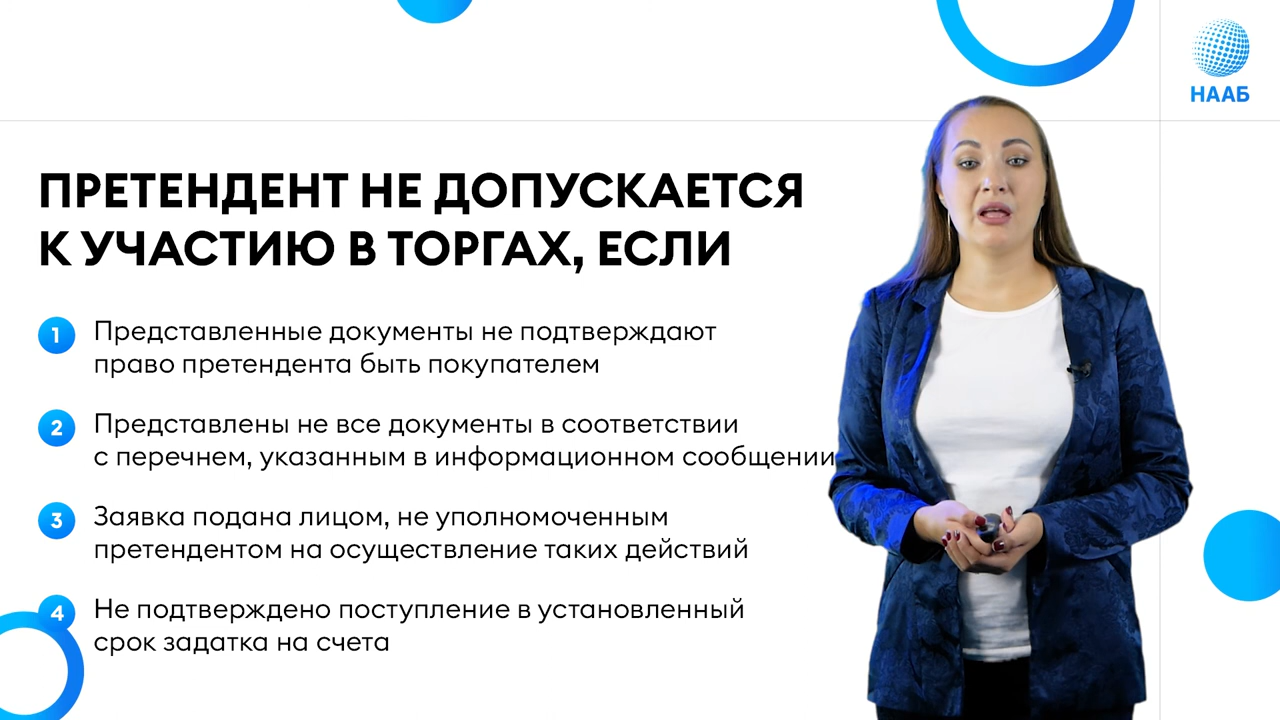 НААБ
ПРЕТЕНДЕНТ НЕ ДОПУСКАЕТСЯ
К УЧАСТИЮ В ТОРГАХ, ЕСЛИ
1 Представленные документы не подтверждают
право претендента быть покупателем
2 Представлены не все документы в соответствии
с перечнем, указанным в информационном сообщении
3 Заявка подана лицом, не уполномоченным
претендентом на осуществление таких действий
4 Не подтверждено поступление в установленный
срок задатка на счета